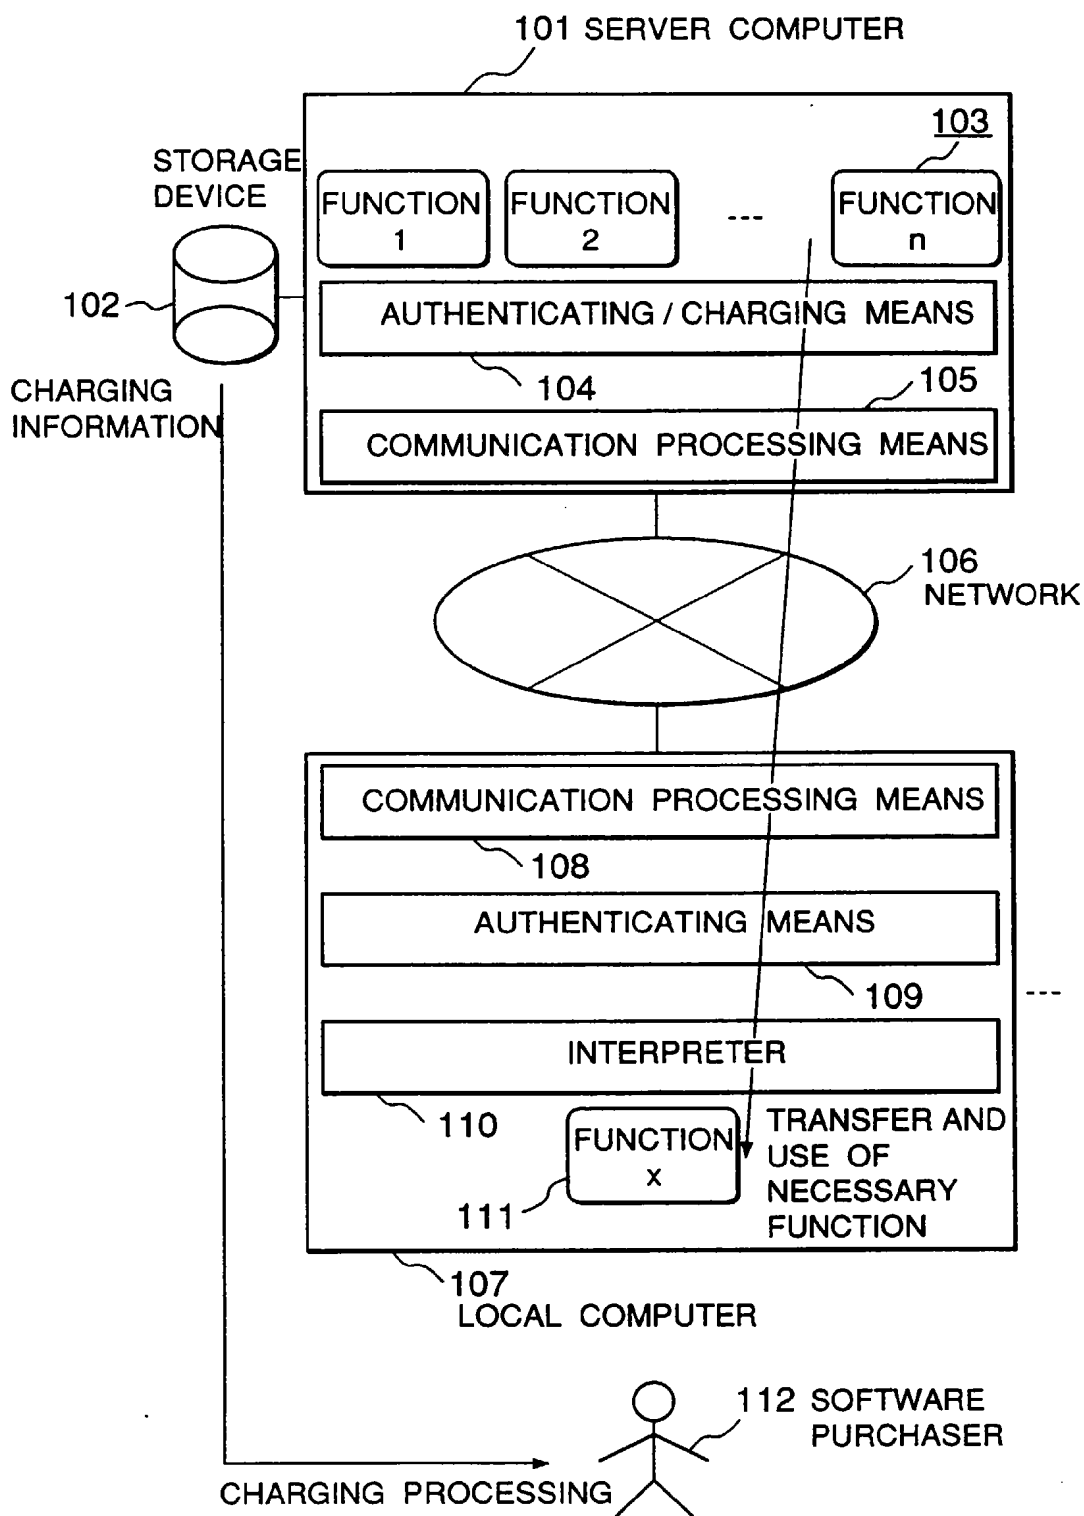 101 SERVER COMPUTER
103
STORAGE
DEVICE
FUNCTION
1
FUNCTION
2
---
FUNCTION
n
102
AUTHENTICATING / CHARGING MEANS
104
105
CHARGING
INFORMATION
COMMUNICATION PROCESSING MEANS
106
NETWORK
COMMUNICATION PROCESSING MEANS
108
AUTHENTICATING MEANS
109
---
INTERPRETER
110
FUNCTION
x
111
TRANSFER AND
USE OF
NECESSARY
FUNCTION
107
LOCAL COMPUTER
112 SOFTWARE
PURCHASER
CHARGING PROCESSING